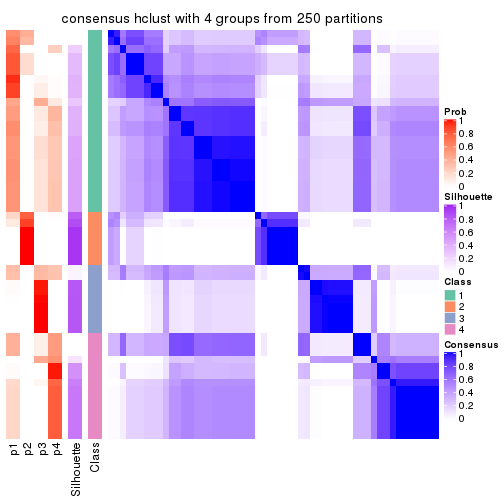 consensus hclust with 4 groups from 250 partitions
Prob
1
0.8
0.6
0.4
0.2
0
Silhouette
1
0.8
0.6
0.4
0.2
0
Class
1
2
3
4
Consensus
1
0.8
0.6
0.4
0.2
0
p1
p2
p3
p4
Silhouette
Class